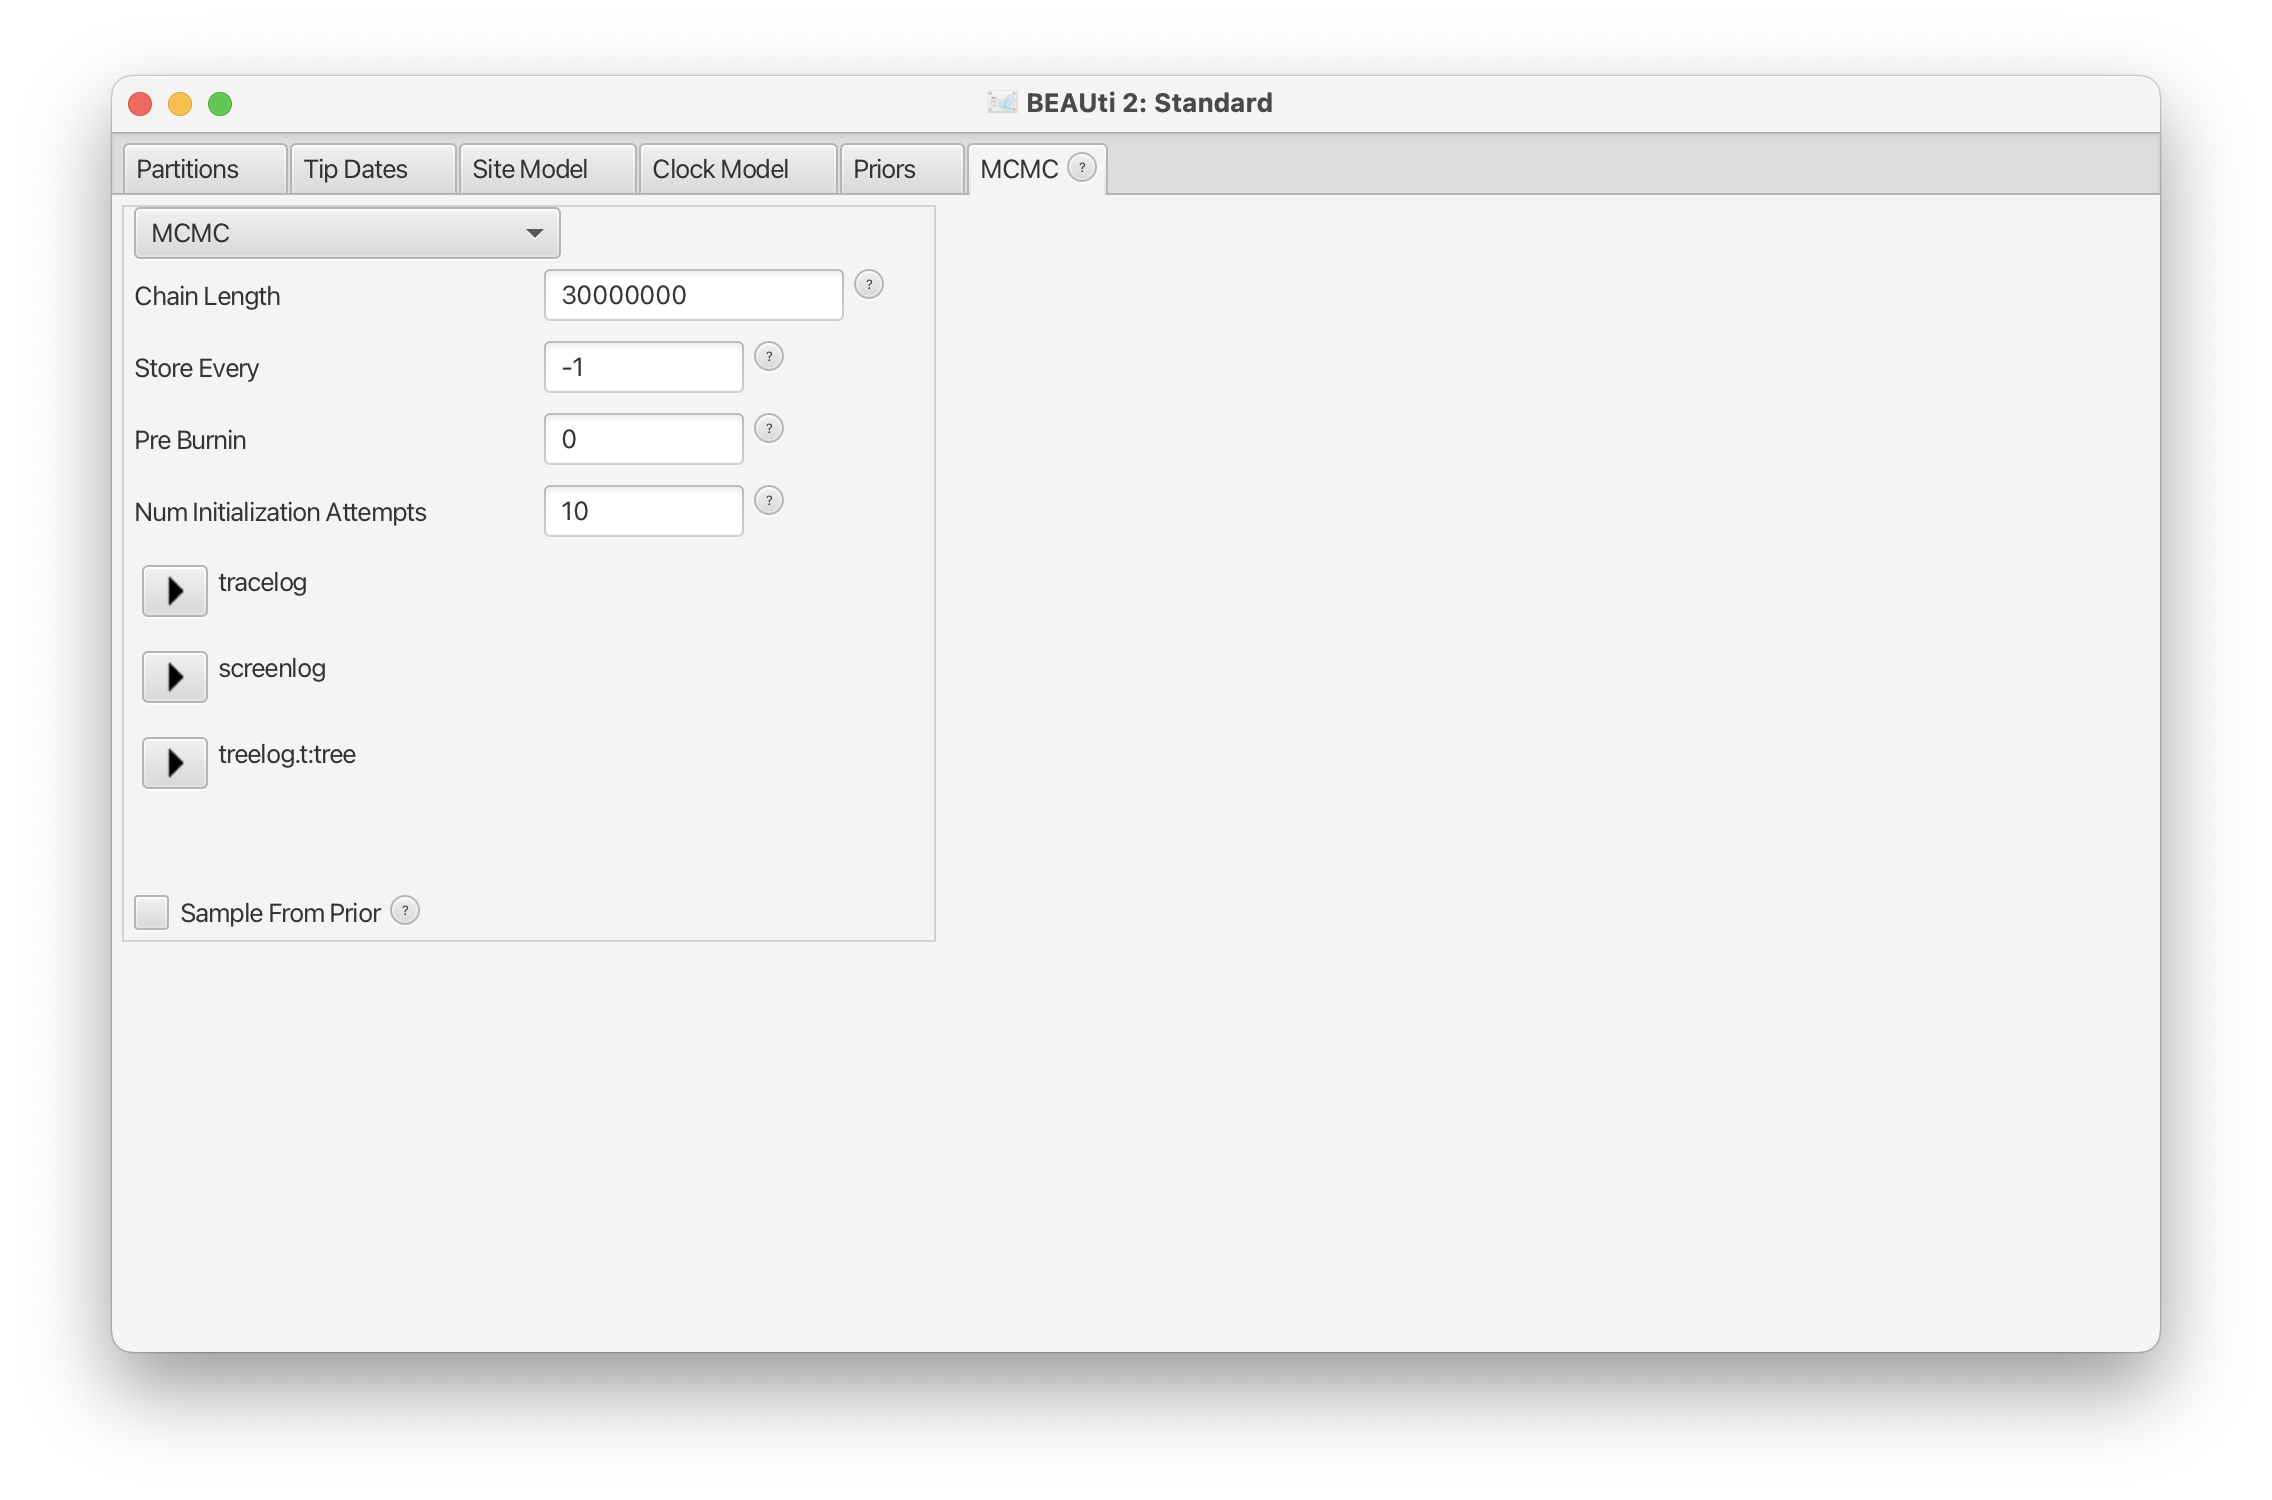 BEAUti 2: Standard
Partitions Tip Dates Site Model Clock Model Priors MCMC ?
MCMC
Chain Length 30000000 ?
Store Every -1 ?
Pre Burnin 0 ?
Num Initialization Attempts 10 ?
tracelog
screenlog
treelog.t:tree
Sample From Prior ?